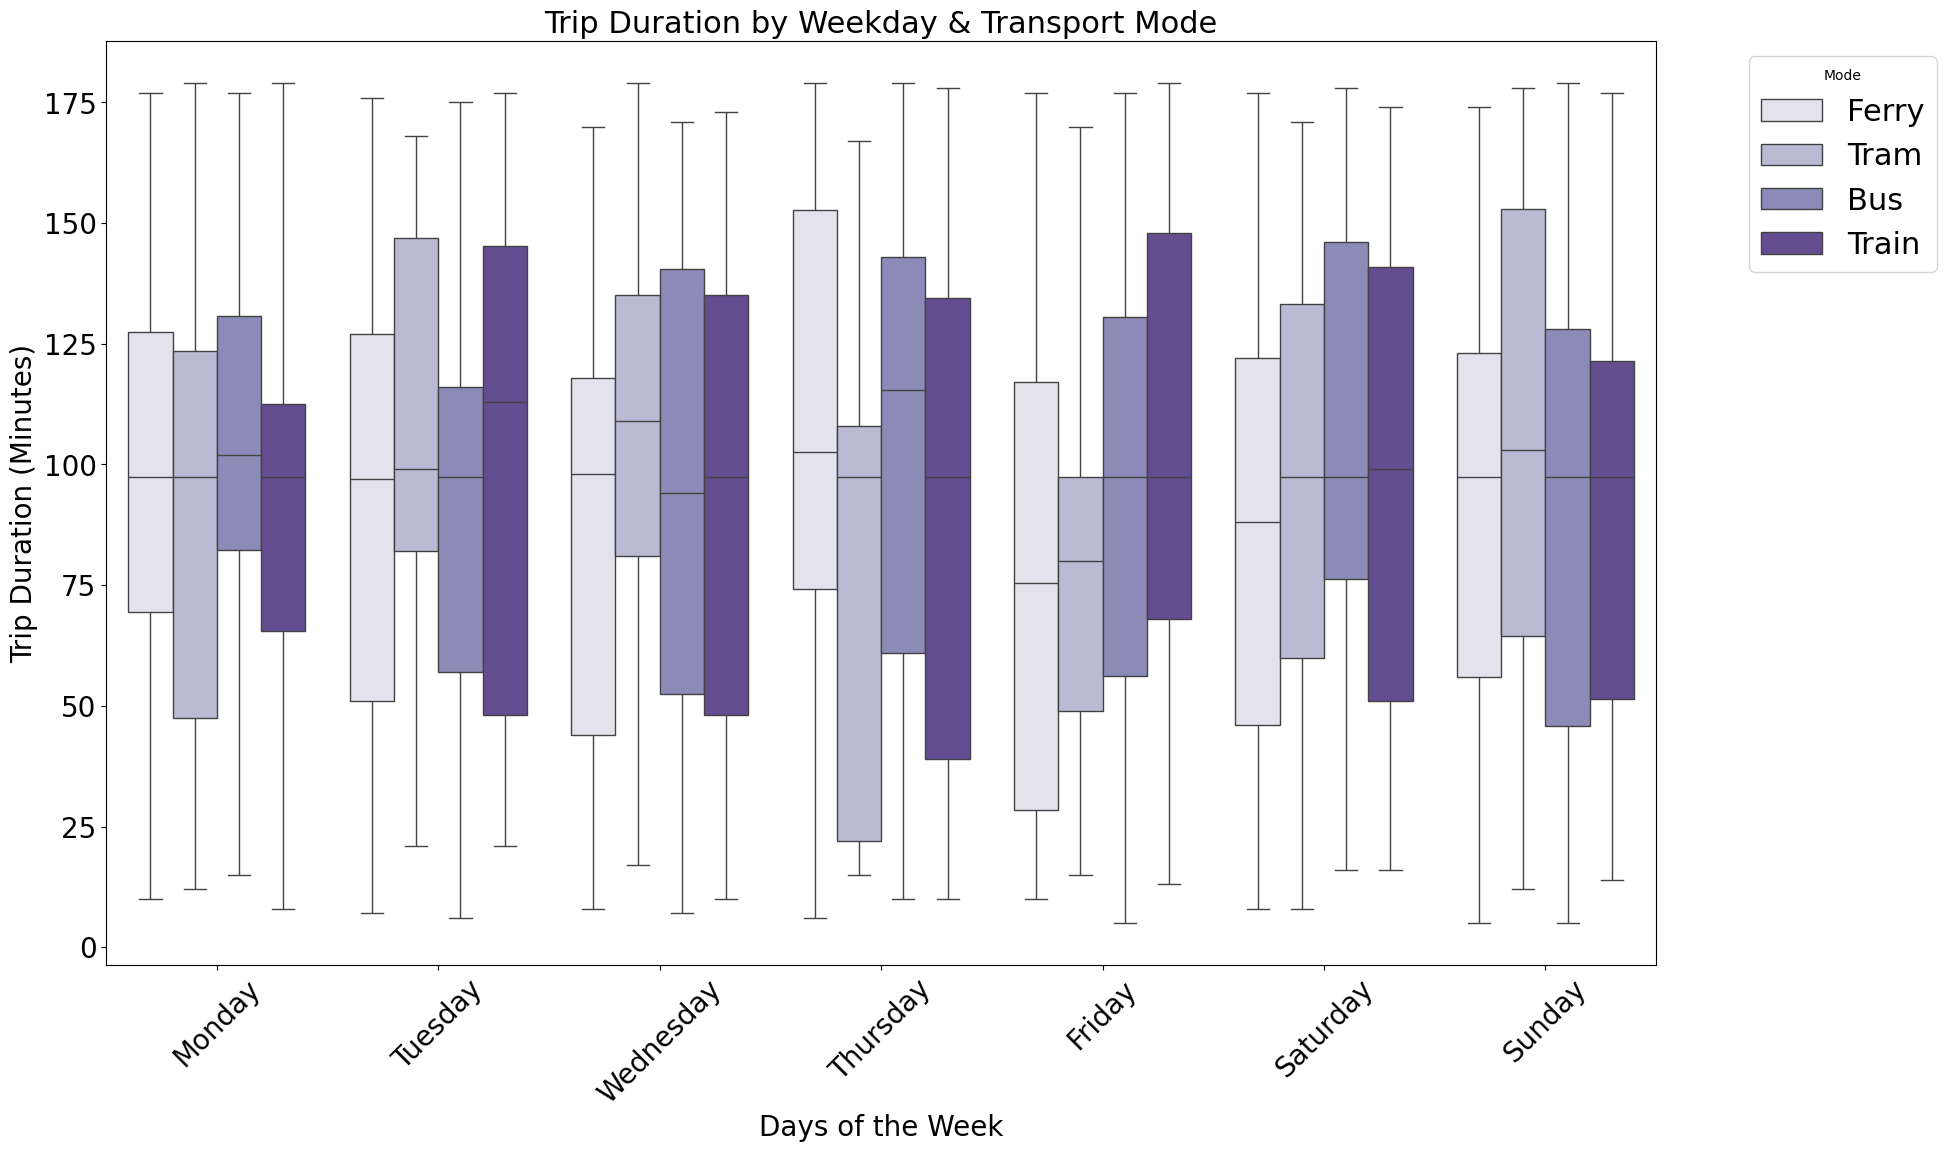 Trip Duration by Weekday & Transport Mode
Mode
Ferry
Tram
Bus
Train
Trip Duration (Minutes)
175
150
125
100
75
50
25
0
Monday
Tuesday
Wednesday
Thursday
Friday
Saturday
Sunday
Days of the Week